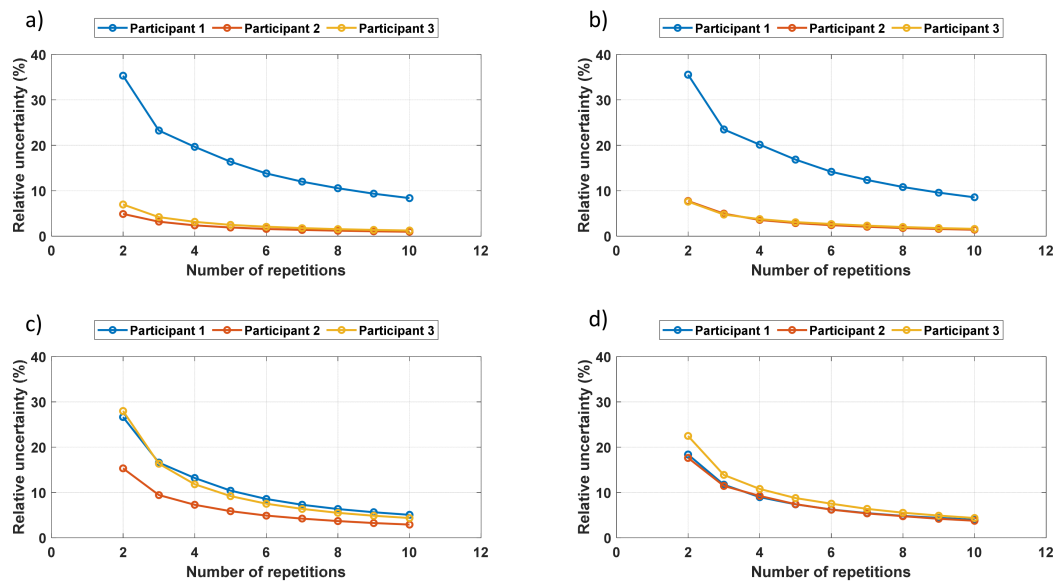 a)
Participant 1 Participant 2 Participant 3
Relative uncertainty (%)
40
30
20
10
0
0 2 4 6 8 10 12
Number of repetitions
b)
Participant 1 Participant 2 Participant 3
Relative uncertainty (%)
40
30
20
10
0
0 2 4 6 8 10 12
Number of repetitions
c)
Participant 1 Participant 2 Participant 3
Relative uncertainty (%)
40
30
20
10
0
0 2 4 6 8 10 12
Number of repetitions
d)
Participant 1 Participant 2 Participant 3
Relative uncertainty (%)
40
30
20
10
0
0 2 4 6 8 10 12
Number of repetitions